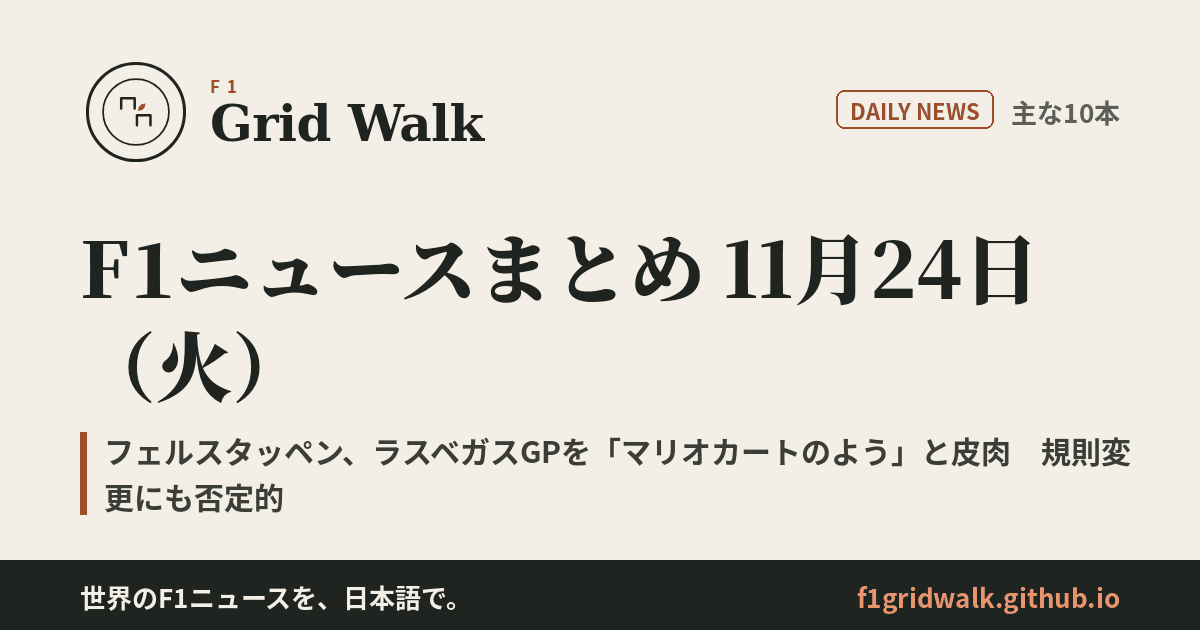 F1
Grid Walk
DAILY NEWS 主な10本
F1ニュースまとめ 11月24日
（火）
フェルスタッペン、ラスベガスGPを「マリオカートのよう」と皮肉　規則変
更にも否定的
世界のF1ニュースを、日本語で。
f1gridwalk.github.io